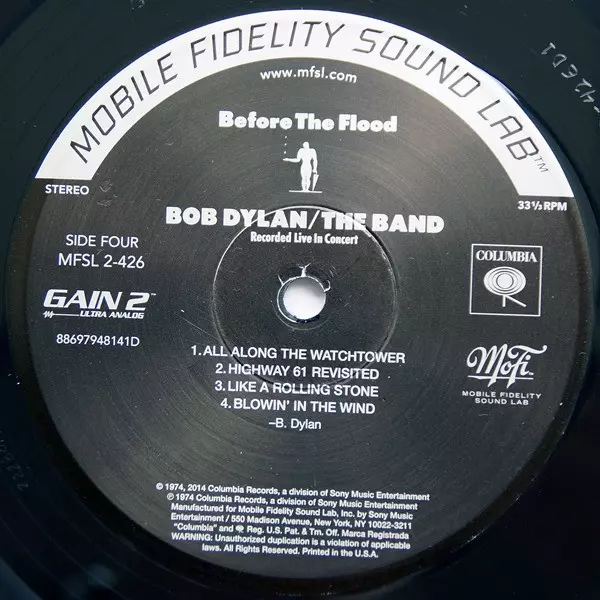 MOBILE FIDELITY SOUND LAB™
www.mfsl.com
Before The Flood
STEREO
33⅓ RPM
BOB DYLAN/THE BAND
Recorded Live In Concert
SIDE FOUR
MFSL 2-426
COLUMBIA
GAIN 2™
ULTRA ANALOG
88697948141D
1. ALL ALONG THE WATCHTOWER
2. HIGHWAY 61 REVISITED
3. LIKE A ROLLING STONE
4. BLOWIN' IN THE WIND
–B. Dylan
MoFi
MOBILE FIDELITY
SOUND LAB
© 1974, 2014 Columbia Records, a division of Sony Music Entertainment
℗ 1974 Columbia Records, a division of Sony Music Entertainment
Manufactured for Mobile Fidelity Sound Lab, Inc. by Sony Music
Entertainment / 550 Madison Avenue, New York, NY 10022-3211
"Columbia" and Reg. U.S. Pat. & Tm. Off. Marca Registrada
WARNING: Unauthorized duplication is a violation of applicable
laws. All Rights Reserved. Printed in the U.S.A.